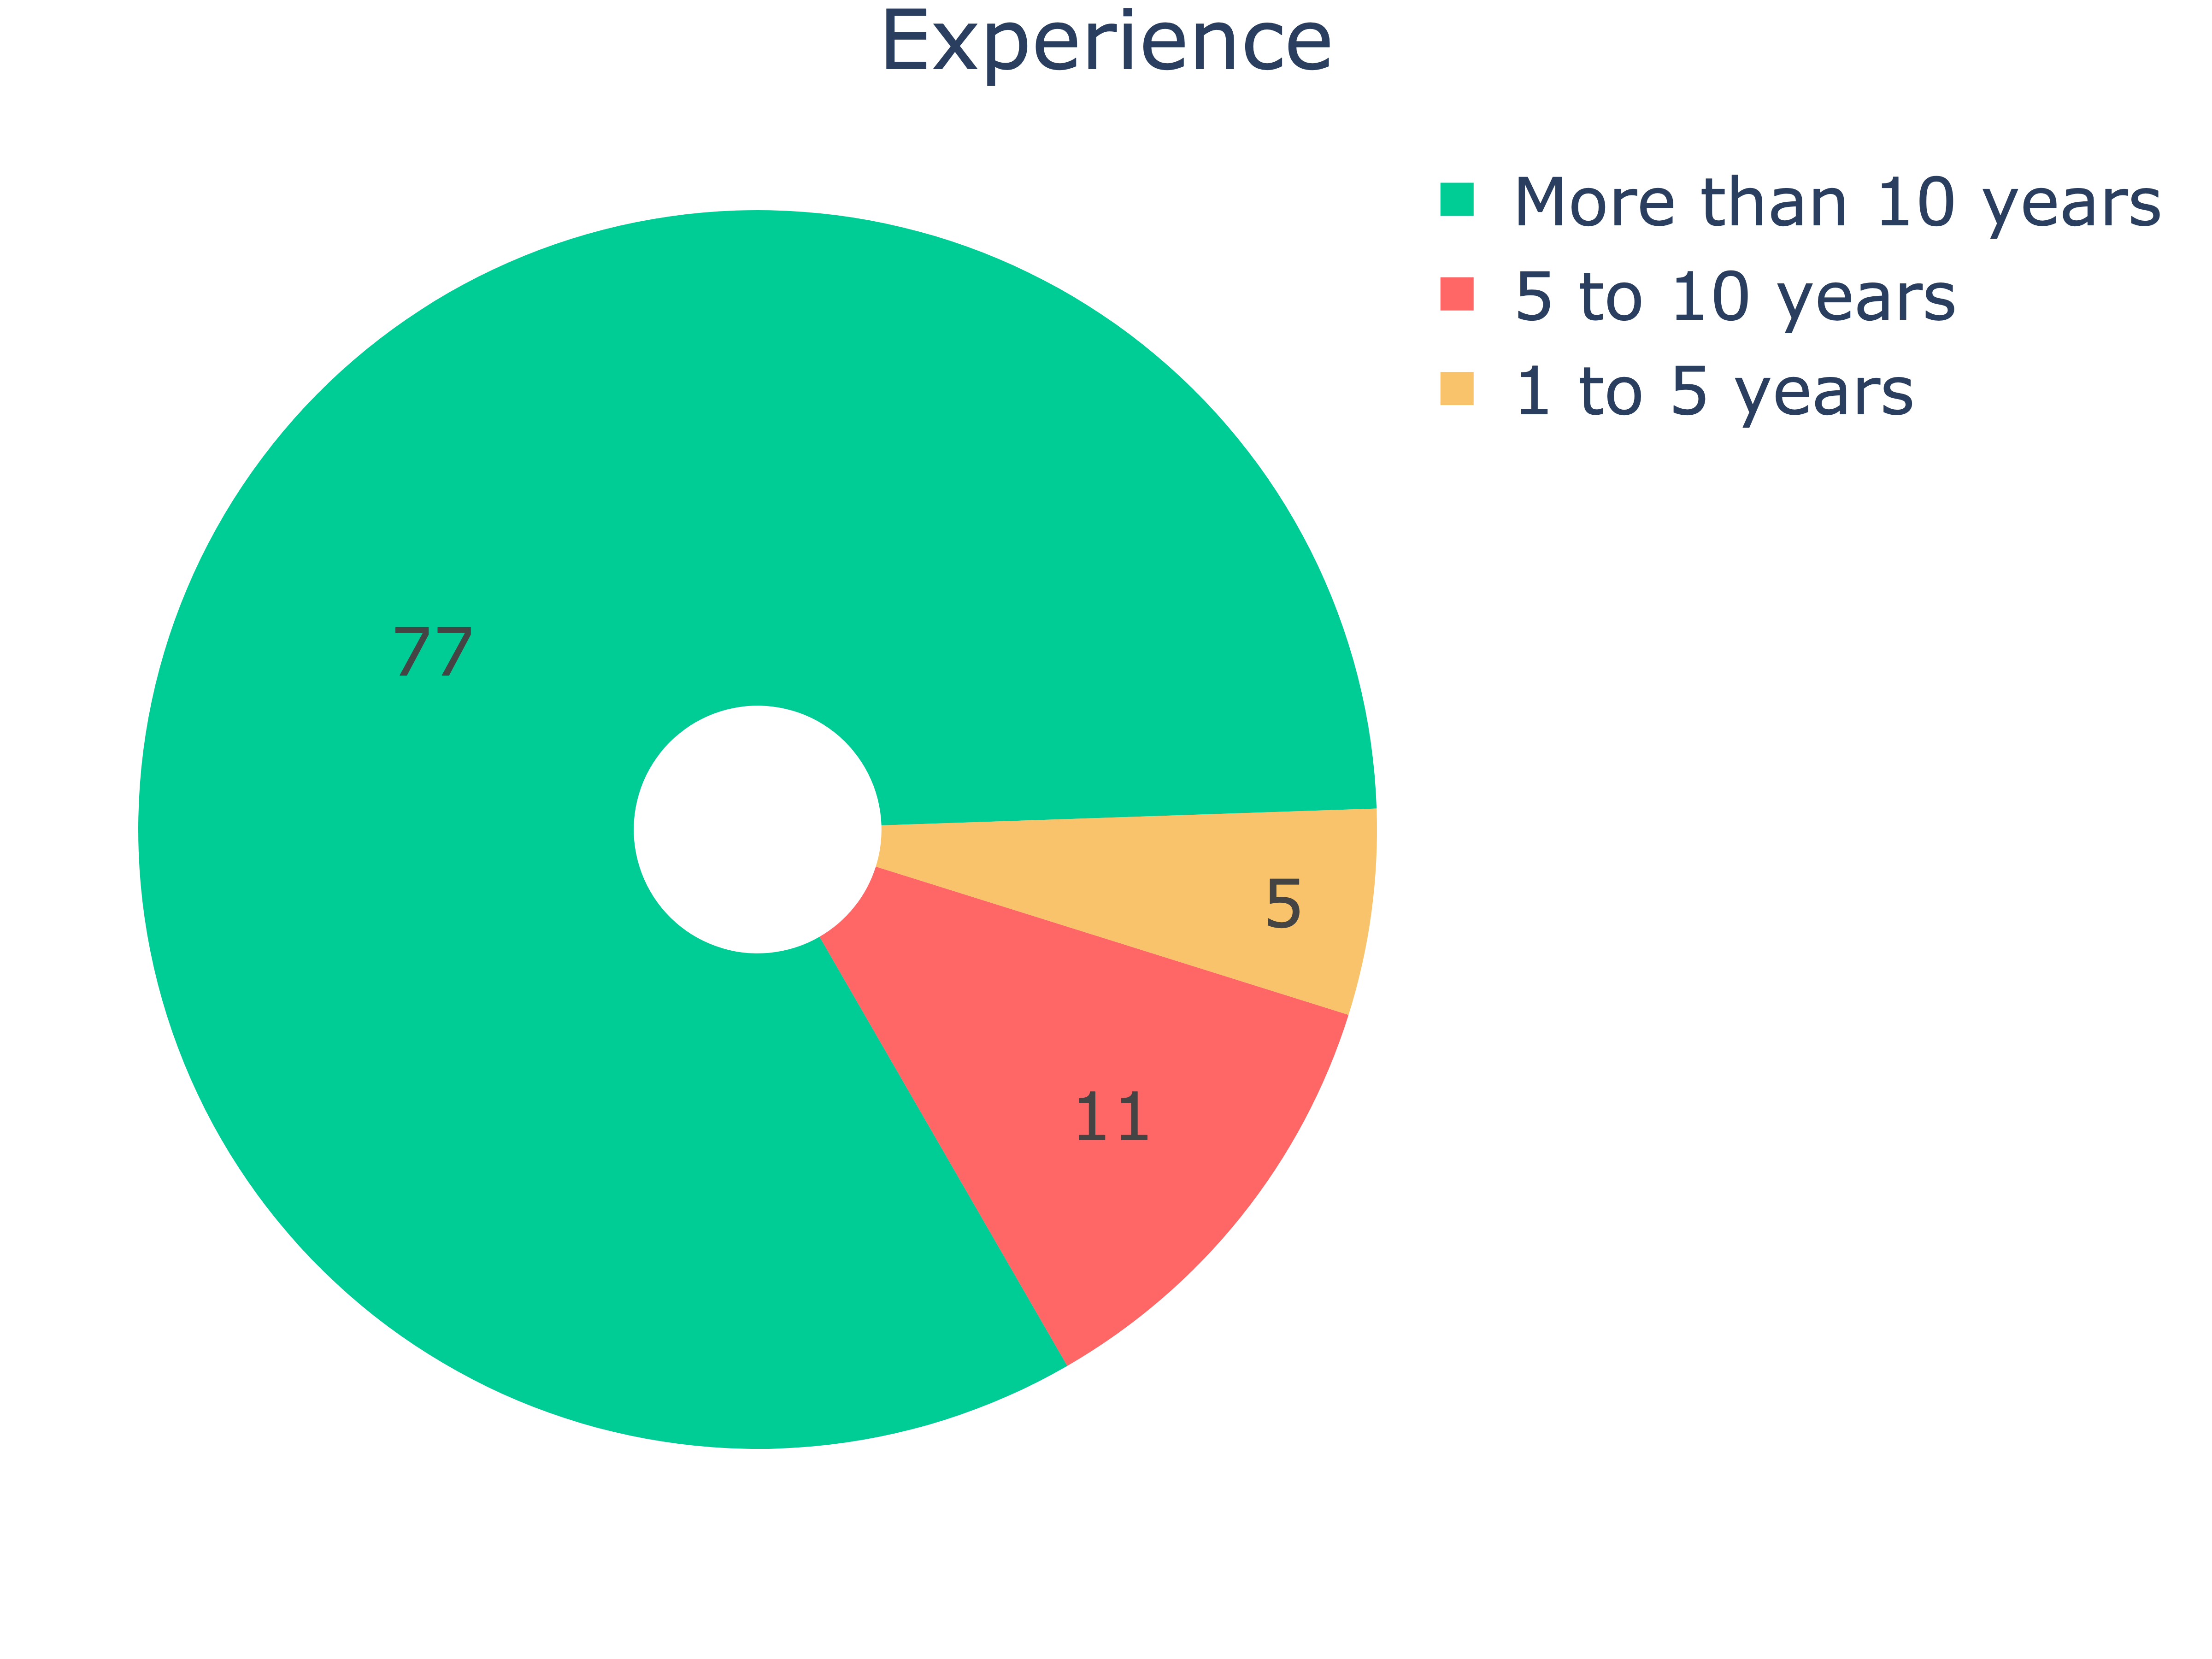 Experience
More than 10 years
5 to 10 years
1 to 5 years
77
5
11